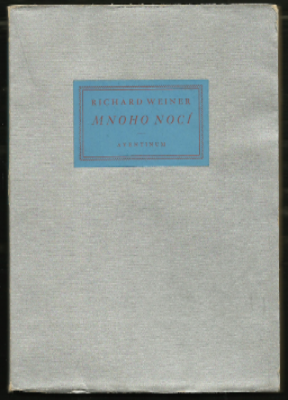 RICHARD WEINER
MNOHO NOCÍ
AVENTINUM